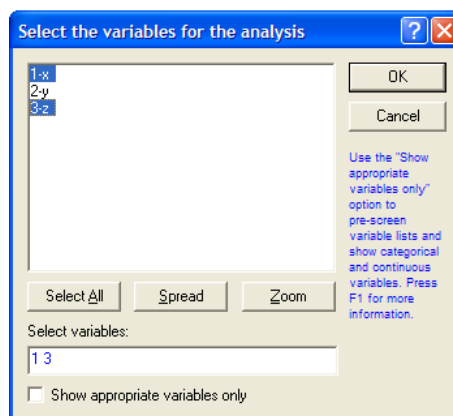 Select the variables for the analysis
1-x
2-y
3-z
OK
Cancel
Use the "Show
appropriate
variables only"
option to
pre-screen
variable lists and
show categorical
and continuous
variables. Press
F1 for more
information.
Select All
Spread
Zoom
Select variables:
1 3
Show appropriate variables only